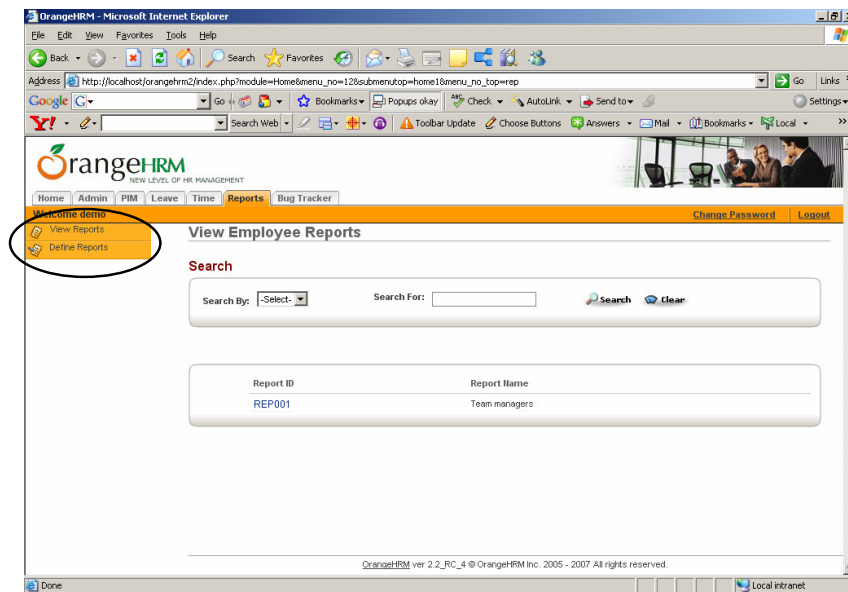 OrangeHRM - Microsoft Internet Explorer
File Edit View Favorites Tools Help
Back Search Favorites
Address http://localhost/orangehrm2/index.php?module=Home&menu_no=12&submenutop=home1&menu_no_top=rep Go Links
Google G Go Bookmarks Popups okay ABC Check AutoLink Send to Settings
Y! Search Web Toolbar Update Choose Buttons Answers Mail Bookmarks Local »
OrangeHRM
NEW LEVEL OF HR MANAGEMENT
Home Admin PIM Leave Time Reports Bug Tracker
Welcome demo Change Password Logout
View Reports
Define Reports
View Employee Reports
Search
Search By: -Select- Search For: Search Clear
Report ID Report Name
REP001 Team managers
OrangeHRM ver 2.2_RC_4 © OrangeHRM Inc. 2005 - 2007 All rights reserved.
Done Local intranet